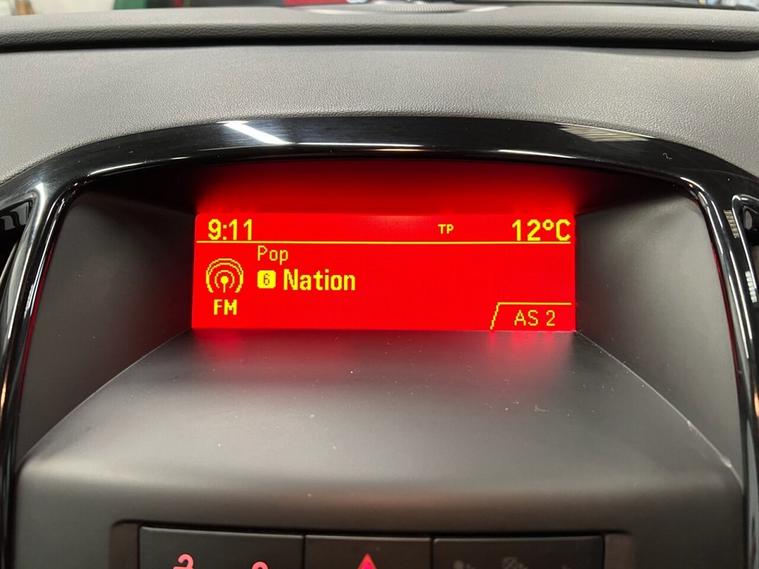 9:11 TP 12°C
Pop
6 Nation
FM
AS 2